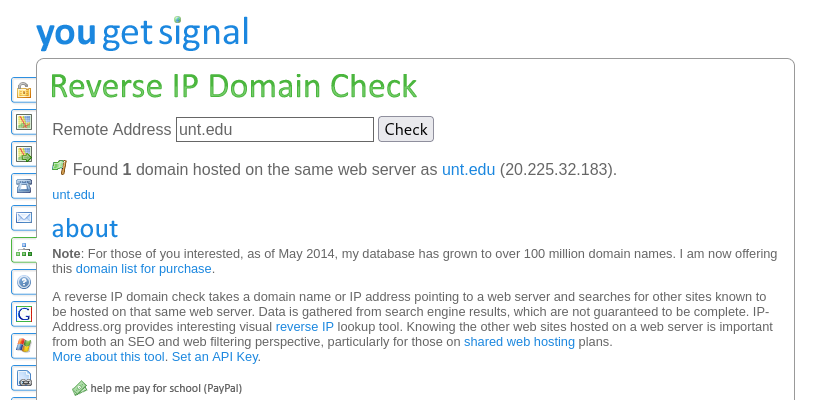 you get signal
Reverse IP Domain Check
Remote Address unt.edu Check
Found 1 domain hosted on the same web server as unt.edu (20.225.32.183).
unt.edu
about
Note: For those of you interested, as of May 2014, my database has grown to over 100 million domain names. I am now offering
this domain list for purchase.
A reverse IP domain check takes a domain name or IP address pointing to a web server and searches for other sites known to
be hosted on that same web server. Data is gathered from search engine results, which are not guaranteed to be complete. IP-
Address.org provides interesting visual reverse IP lookup tool. Knowing the other web sites hosted on a web server is important
from both an SEO and web filtering perspective, particularly for those on shared web hosting plans.
More about this tool. Set an API Key.
G
help me pay for school (PayPal)